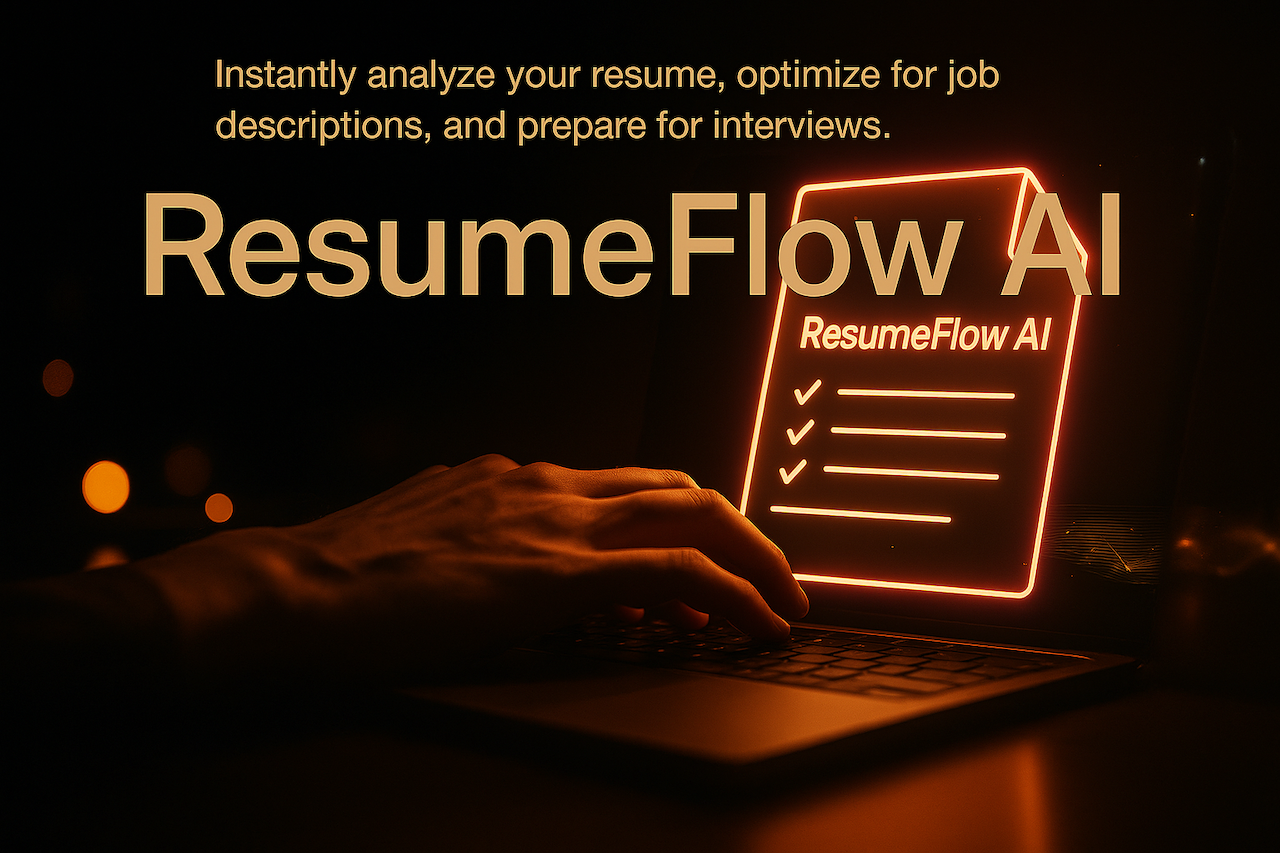 Instantly analyze your resume, optimize for job
descriptions, and prepare for interviews.
ResumeFlow AI
ResumeFlow AI